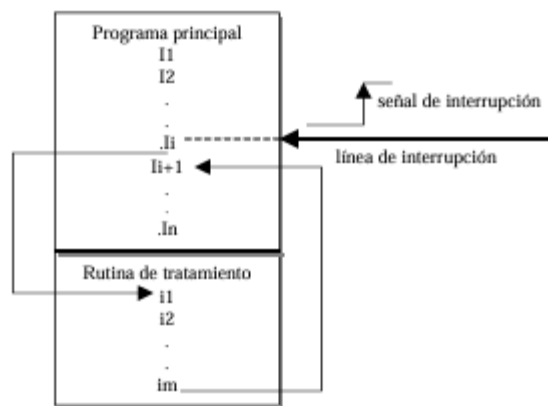 Programa principal
I1
I2
.
.
.Ii
Ii+1
.
.
.In
señal de interrupción
línea de interrupción
Rutina de tratamiento
i1
i2
.
.
im